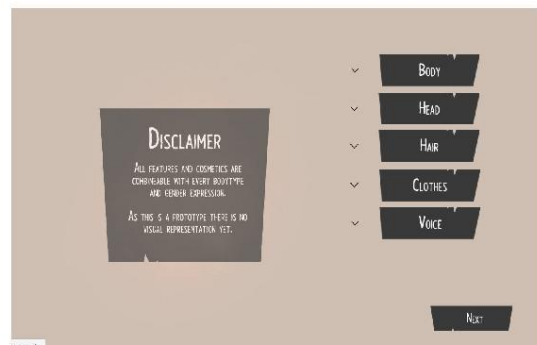 Disclaimer
All features and cosmetics are
combineable with every bodytype
and gender expression.
As this is a prototype there is no
visual representation yet.
Body
Head
Hair
Clothes
Voice
Next